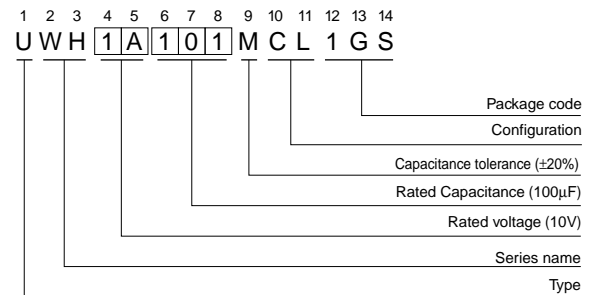 1 2 3 4 5 6 7 8 9 10 11 12 13 14
U W H 1 A 1 0 1 M C L 1 G S
Package code
Configuration
Capacitance tolerance (±20%)
Rated Capacitance (100µF)
Rated voltage (10V)
Series name
Type